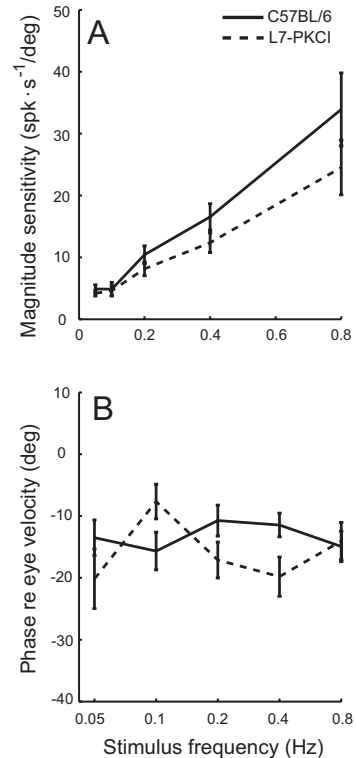 C57BL/6
L7-PKCI
A
Magnitude sensitivity (spk · s⁻¹/deg)
50
40
30
20
10
0
0 0.2 0.4 0.6 0.8
B
Phase re eye velocity (deg)
10
0
-10
-20
-30
-40
0.05 0.1 0.2 0.4 0.8
Stimulus frequency (Hz)